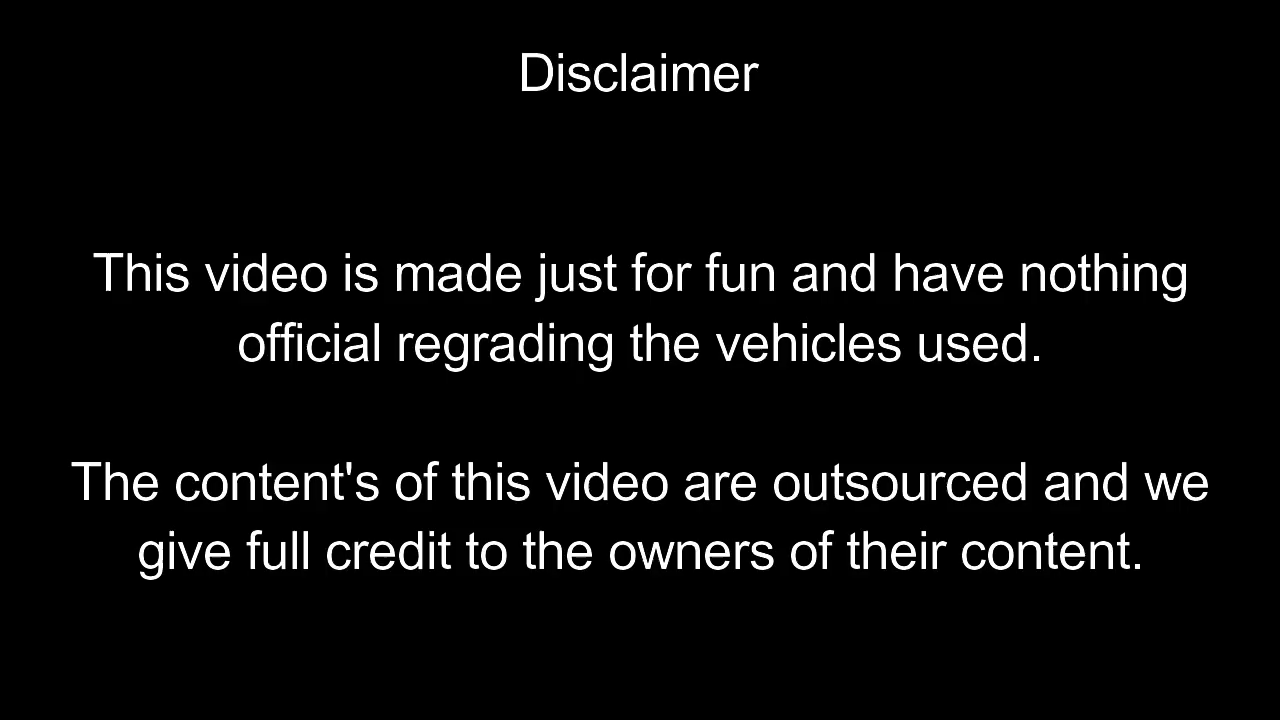 Disclaimer
This video is made just for fun and have nothing
official regrading the vehicles used.
The content's of this video are outsourced and we
give full credit to the owners of their content.